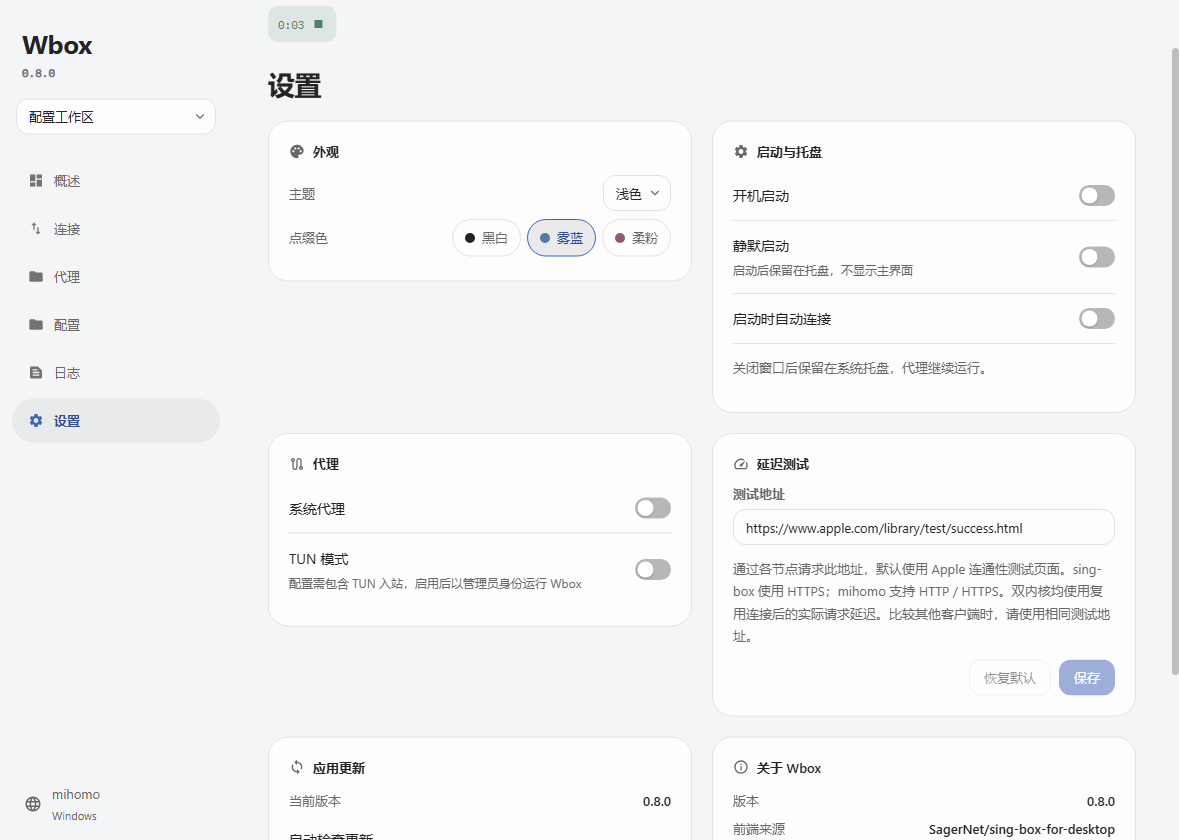 Wbox
0.8.0
配置工作区
概述
连接
代理
配置
日志
设置
mihomo
Windows
0:03
设置
外观
主题
浅色
点缀色
黑白
雾蓝
柔粉
启动与托盘
开机启动
静默启动
启动后保留在托盘，不显示主界面
启动时自动连接
关闭窗口后保留在系统托盘，代理继续运行。
代理
系统代理
TUN 模式
配置需包含 TUN 入站，启用后以管理员身份运行 Wbox
延迟测试
测试地址
https://www.apple.com/library/test/success.html
通过各节点请求此地址，默认使用 Apple 连通性测试页面。sing-
box 使用 HTTPS；mihomo 支持 HTTP / HTTPS。双内核均使用复
用连接后的实际请求延迟。比较其他客户端时，请使用相同测试地
址。
恢复默认
保存
应用更新
当前版本
0.8.0
自动检查更新
关于 Wbox
版本
0.8.0
前端来源
SagerNet/sing-box-for-desktop